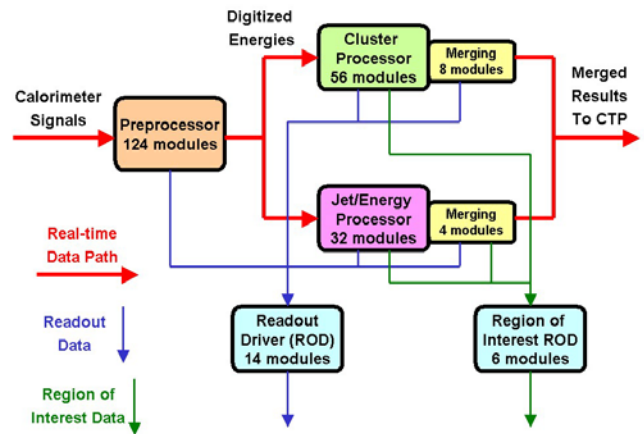 Digitized
Energies
Cluster
Processor
56 modules
Merging
8 modules
Merged
Results
To CTP
Calorimeter
Signals
Preprocessor
124 modules
Jet/Energy
Processor
32 modules
Merging
4 modules
Real-time
Data Path
Readout
Data
Region of
Interest Data
Readout
Driver (ROD)
14 modules
Region of
Interest ROD
6 modules